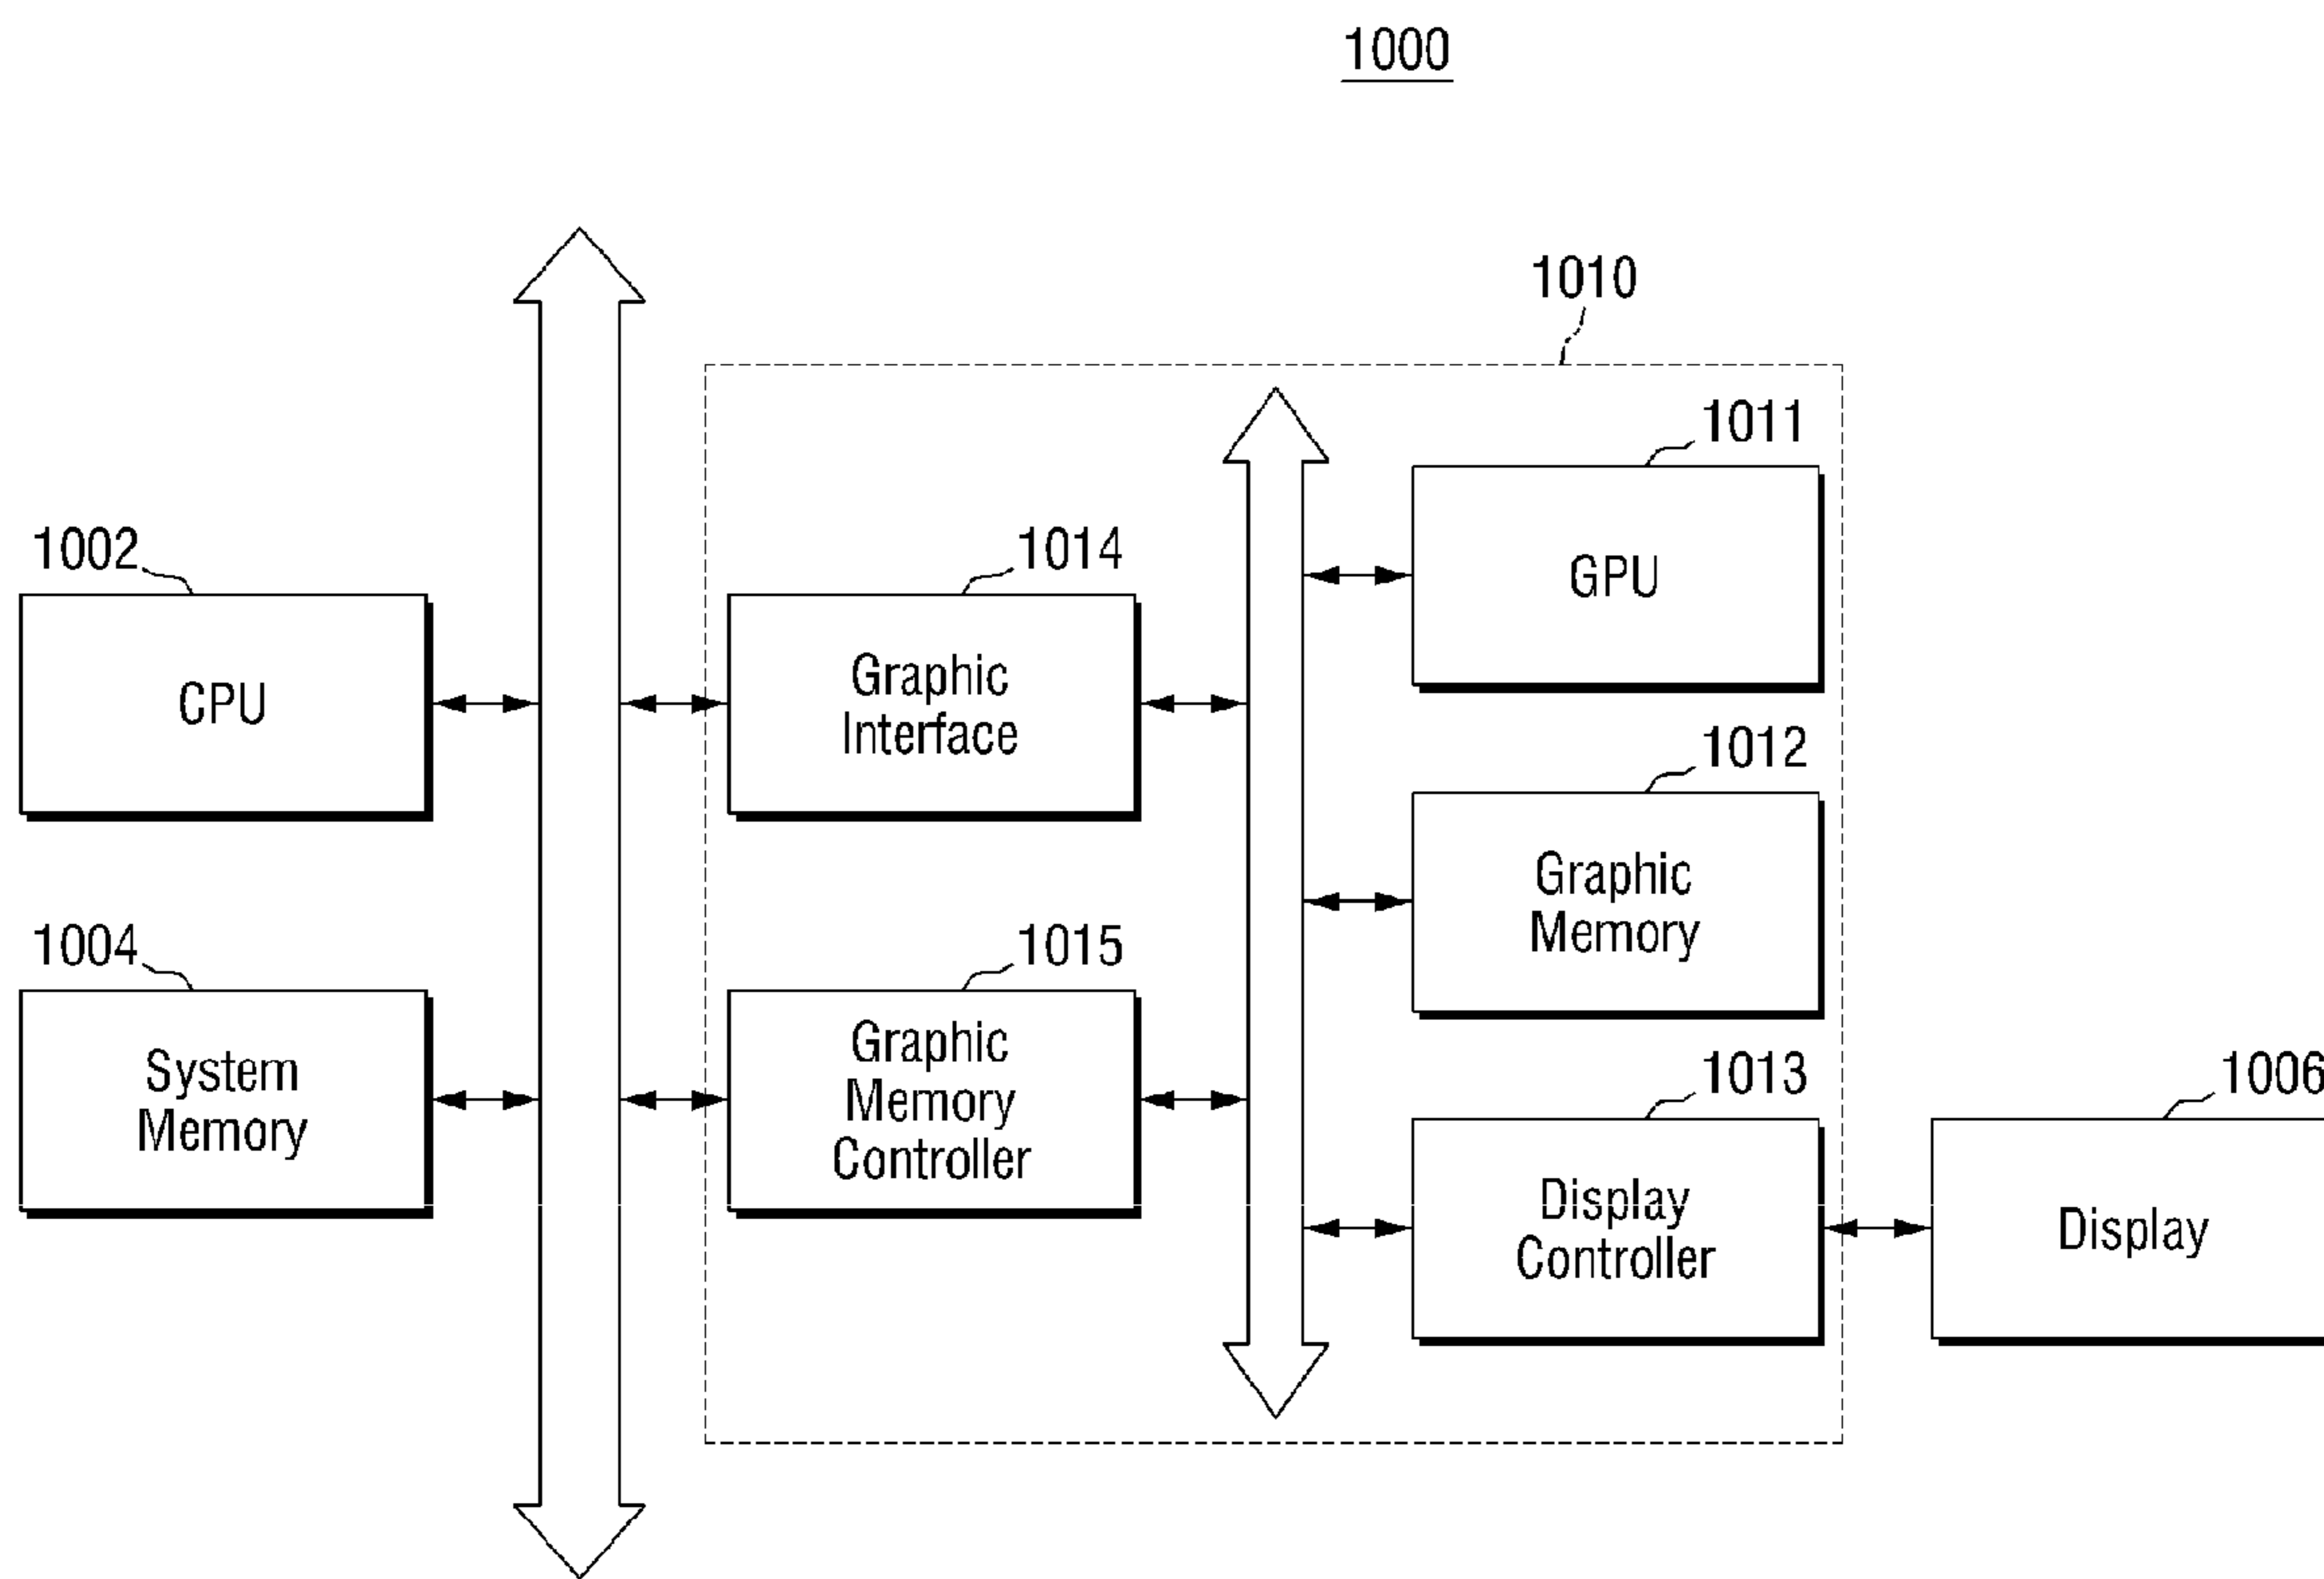 1000
1010
1011
GPU
1002
CPU
1014
Graphic
Interface
1012
Graphic
Memory
1004
System
Memory
1015
Graphic
Memory
Controller
1013
Display
Controller
1006
Display